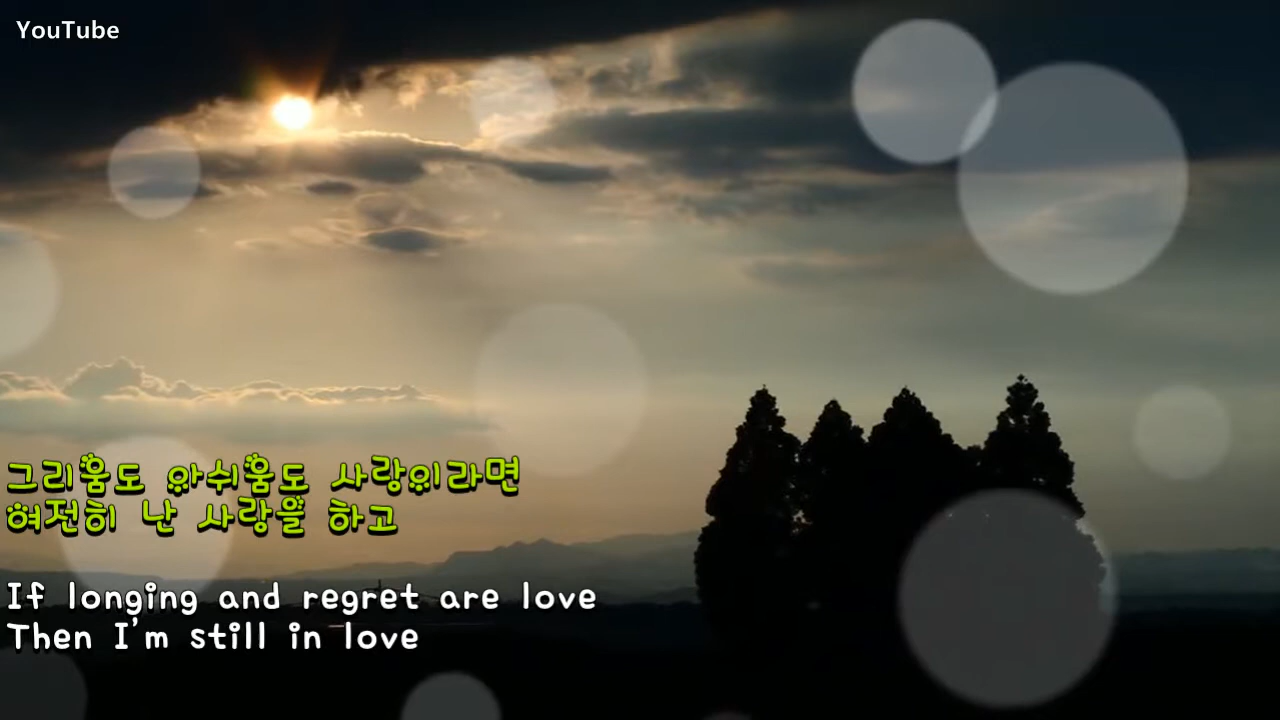 YouTube
그리움도 아쉬움도 사랑이라면
여전히 난 사랑을 하고
If longing and regret are love
Then I'm still in love